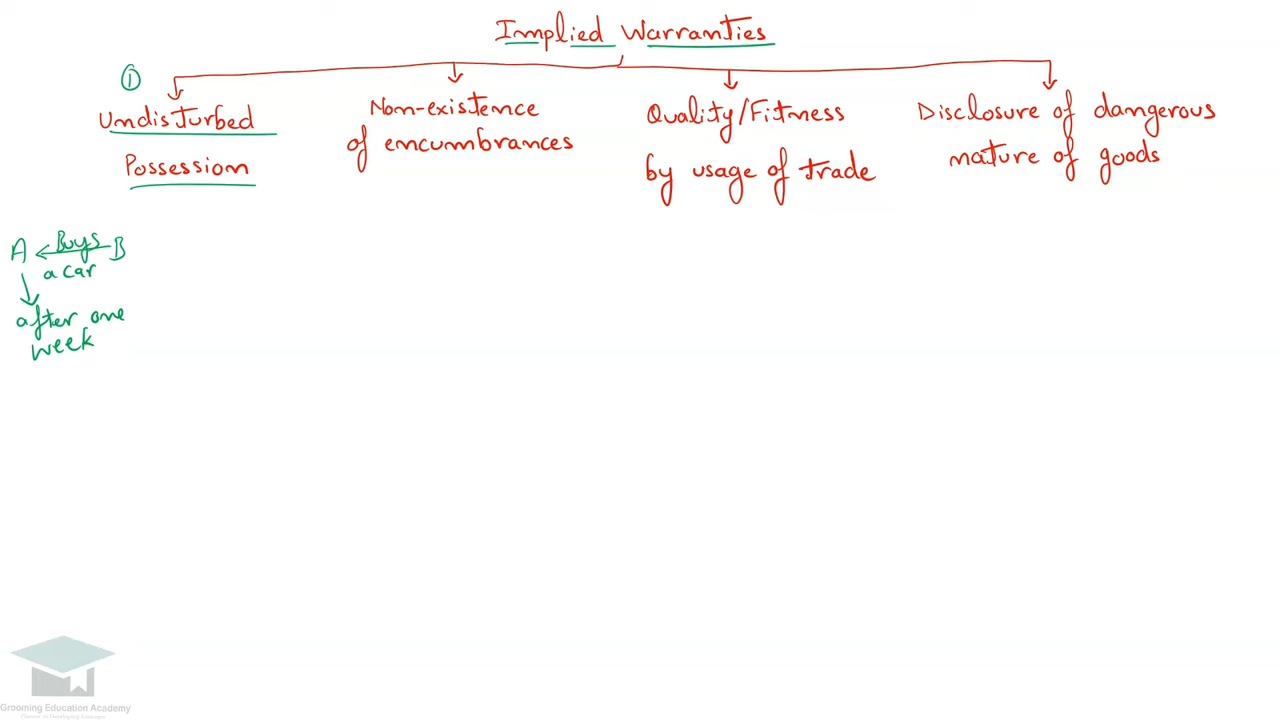 Implied Warranties
①
Undisturbed
Possession
Non-existence
of encumbrances
Quality/Fitness
by usage of trade
Disclosure of dangerous
nature of goods
A Buys B
a car
after one
week
Grooming Education Academy